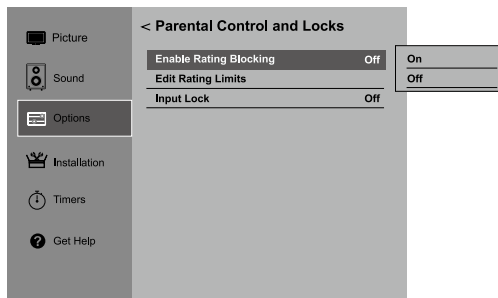 Picture
Sound
Options
Installation
Timers
Get Help
< Parental Control and Locks
Enable Rating Blocking Off
Edit Rating Limits
Input Lock Off
On
Off